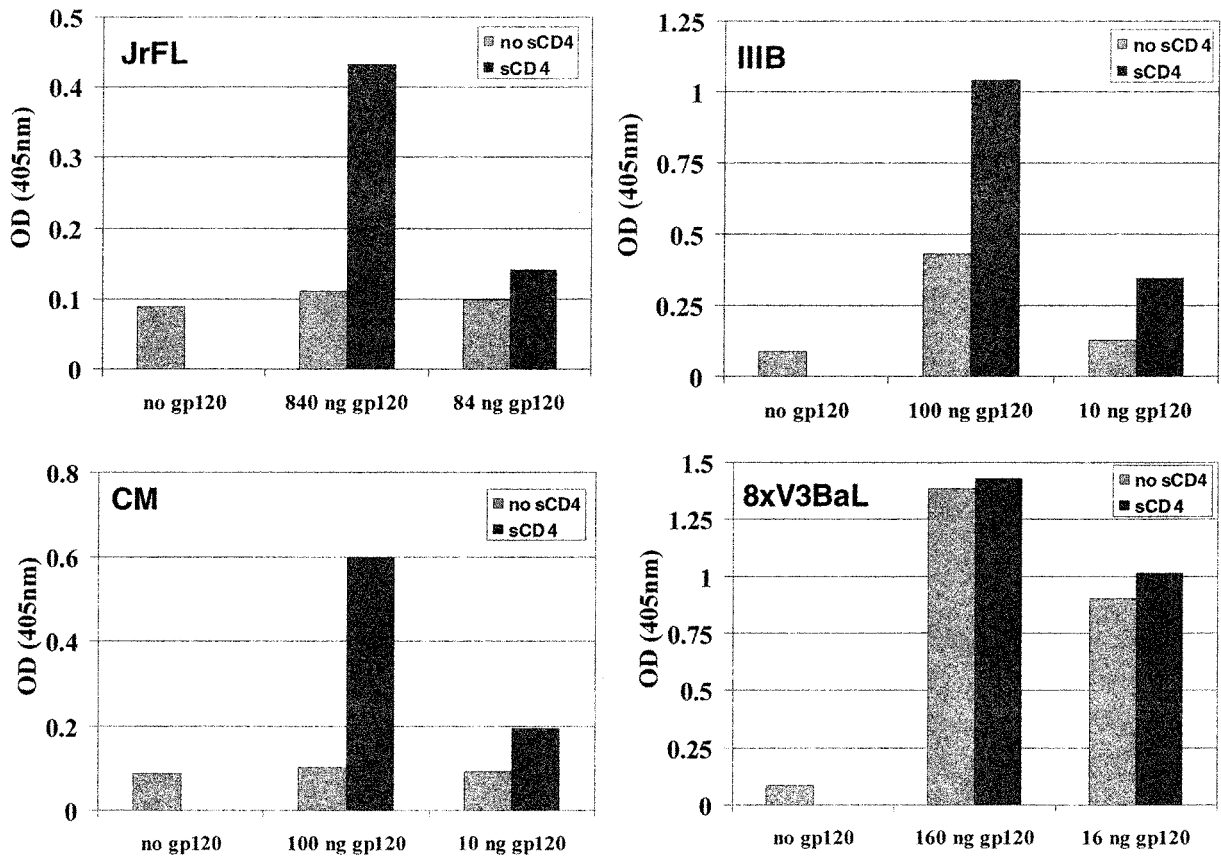 JrFL
no sCD4
sCD4
OD (405nm)
0.5
0.4
0.3
0.2
0.1
0
no gp120
840 ng gp120
84 ng gp120
IIIB
no sCD4
sCD4
OD (405nm)
1.25
1
0.75
0.5
0.25
0
no gp120
100 ng gp120
10 ng gp120
CM
no sCD4
sCD4
OD (405nm)
0.8
0.6
0.4
0.2
0
no gp120
100 ng gp120
10 ng gp120
8xV3BaL
no sCD4
sCD4
OD (405nm)
1.5
1.25
1
0.75
0.5
0.25
0
no gp120
160 ng gp120
16 ng gp120